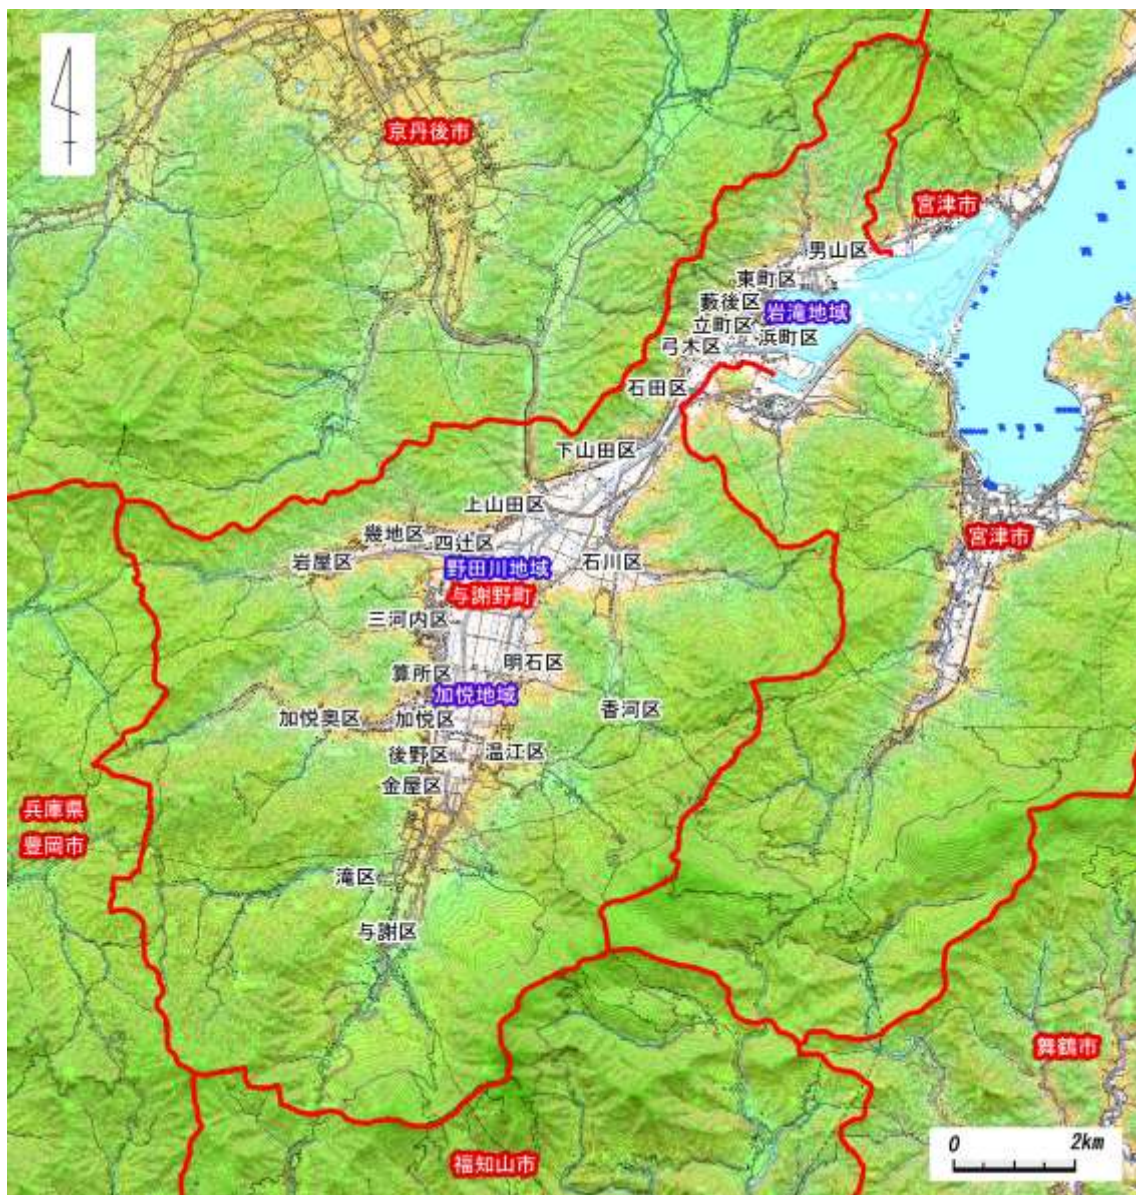 京丹後市
宮津市
男山区
東町区
藪後区
岩滝地域
立町区
浜町区
弓木区
石田区
下山田区
上山田区
幾地区
四辻区
宮津市
岩屋区
野田川地域
石川区
与謝野町
三河内区
明石区
算所区
加悦地域
加悦奥区
加悦区
香河区
後野区
温江区
金屋区
兵庫県
豊岡市
滝区
与謝区
舞鶴市
福知山市
0 2km